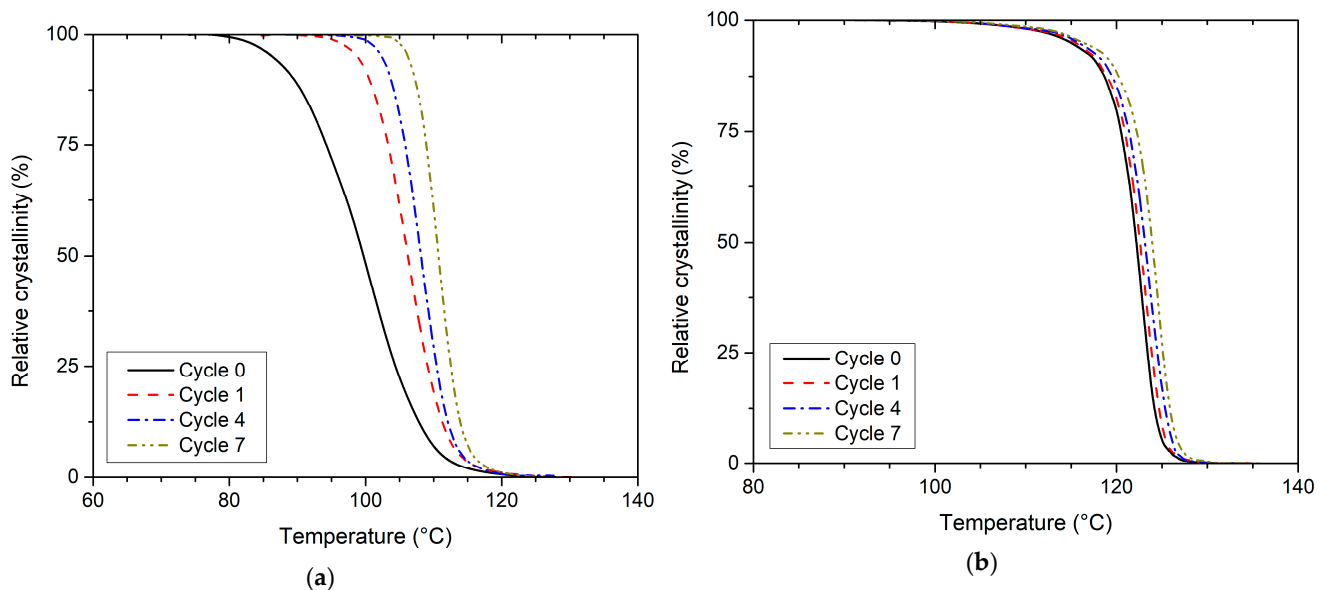 100
75
50
25
0
Relative crystallinity (%)
Cycle 0
Cycle 1
Cycle 4
Cycle 7
60 80 100 120 140
Temperature (°C)
(a)
100
75
50
25
0
Relative crystallinity (%)
Cycle 0
Cycle 1
Cycle 4
Cycle 7
80 100 120 140
Temperature (°C)
(b)